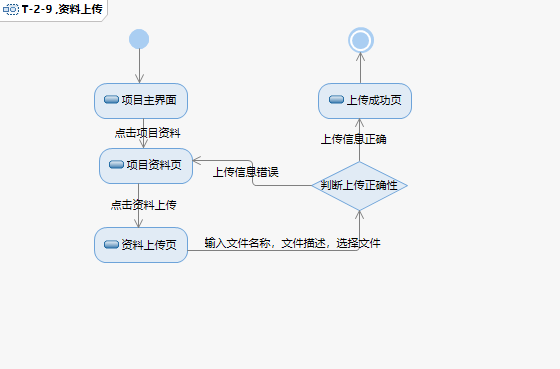 T-2-9 ,资料上传
项目主界面
上传成功页
点击项目资料
上传信息正确
项目资料页
上传信息错误
判断上传正确性
点击资料上传
资料上传页
输入文件名称，文件描述，选择文件